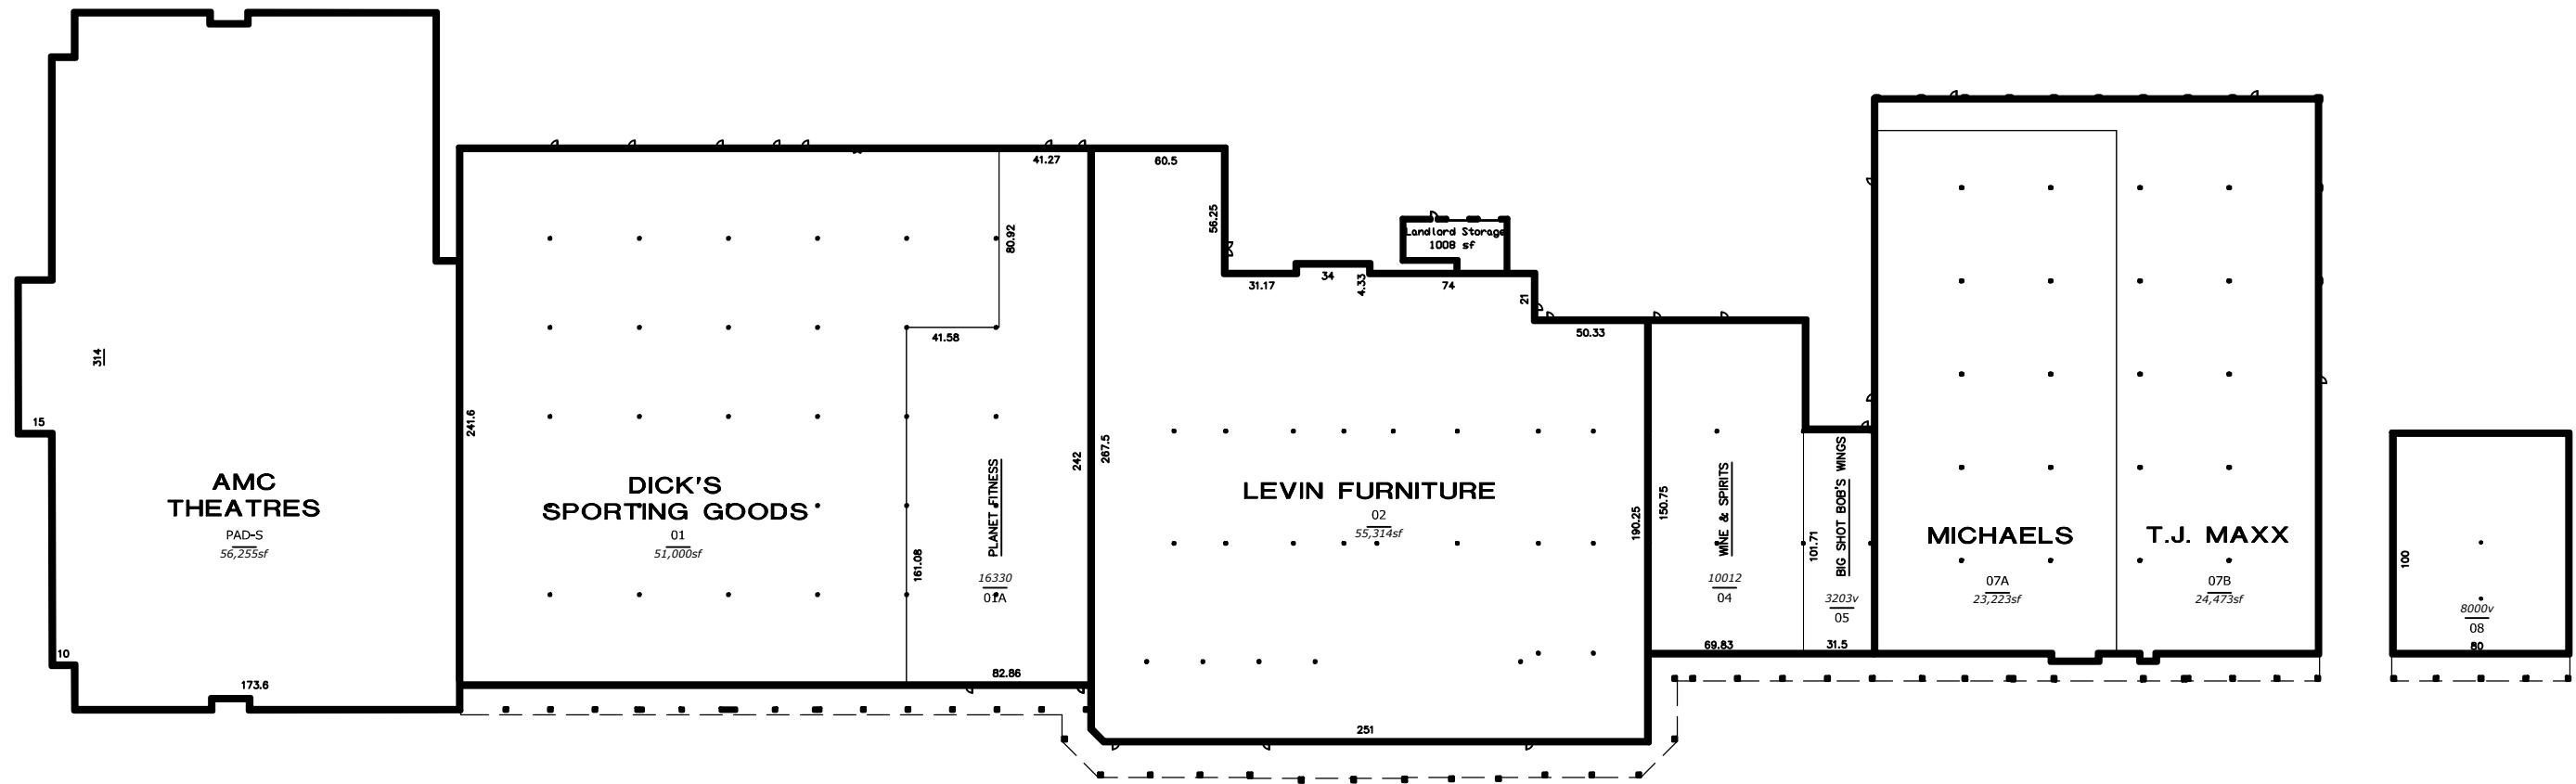 314
15
10
173.6
AMC
THEATRES
PAD-S
56,255sf
241.6
DICK'S
SPORTING GOODS
01
51,000sf
41.27
80.92
41.58
161.08
PLANET FITNESS
16330
01A
82.86
242
267.5
60.5
56.25
31.17
34
4.33
74
Landlord Storage
1008 sf
21
50.33
LEVIN FURNITURE
02
55,314sf
251
190.25
150.75
WINE & SPIRITS
10012
04
69.83
101.71
BIG SHOT BOB'S WINGS
3203v
05
31.5
MICHAELS
07A
23,223sf
T.J. MAXX
07B
24,473sf
100
8000v
08
80